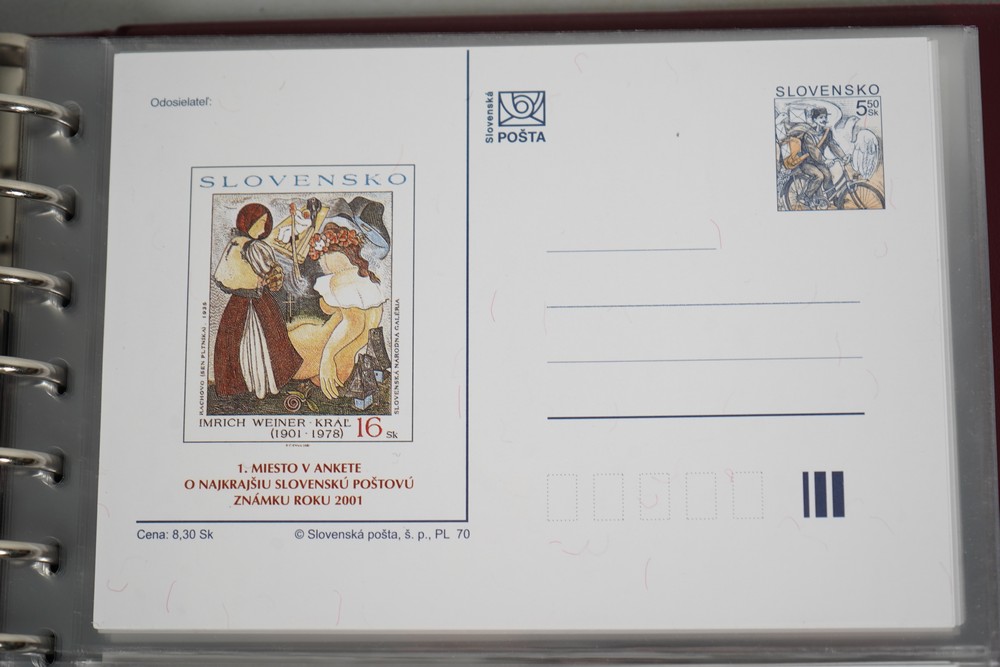 Odosielateľ:
SLOVENSKO
RACHOVO (SEN PLTNÍKA) 1935
SLOVENSKÁ NÁRODNÁ GALÉRIA
IMRICH WEINER · KRÁĽ
(1901 · 1978) 16 Sk
1. MIESTO V ANKETE
O NAJKRAJŠIU SLOVENSKÚ POŠTOVÚ
ZNÁMKU ROKU 2001
Cena: 8,30 Sk
© Slovenská pošta, š. p., PL 70
Slovenská
POŠTA
SLOVENSKO
5 50
Sk